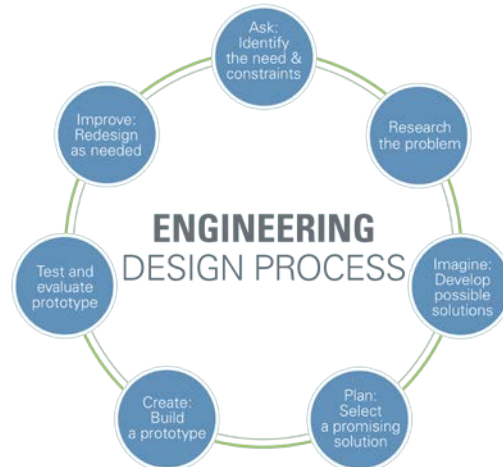 Ask:
Identify
the need &
constraints
Research
the problem
Imagine:
Develop
possible
solutions
Plan:
Select
a promising
solution
Create:
Build
a prototype
Test and
evaluate
prototype
Improve:
Redesign
as needed
ENGINEERING
DESIGN PROCESS